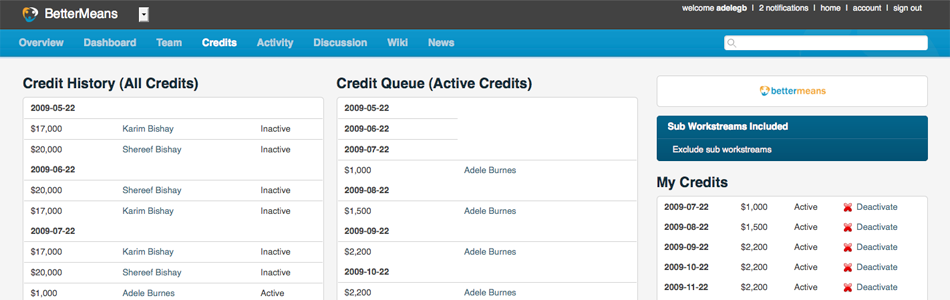 BetterMeans
welcome adelegb | 2 notifications | home | account | sign out
Overview Dashboard Team Credits Activity Discussion Wiki News
Credit History (All Credits)
2009-05-22
$17,000 Karim Bishay Inactive
$20,000 Shereef Bishay Inactive
2009-06-22
$20,000 Shereef Bishay Inactive
$17,000 Karim Bishay Inactive
2009-07-22
$17,000 Karim Bishay Inactive
$20,000 Shereef Bishay Inactive
$1,000 Adele Burnes Active
Credit Queue (Active Credits)
2009-05-22
2009-06-22
2009-07-22
$1,000 Adele Burnes
2009-08-22
$1,500 Adele Burnes
2009-09-22
$2,200 Adele Burnes
2009-10-22
$2,200 Adele Burnes
bettermeans
Sub Workstreams Included
Exclude sub workstreams
My Credits
2009-07-22 $1,000 Active Deactivate
2009-08-22 $1,500 Active Deactivate
2009-09-22 $2,200 Active Deactivate
2009-10-22 $2,200 Active Deactivate
2009-11-22 $2,200 Active Deactivate